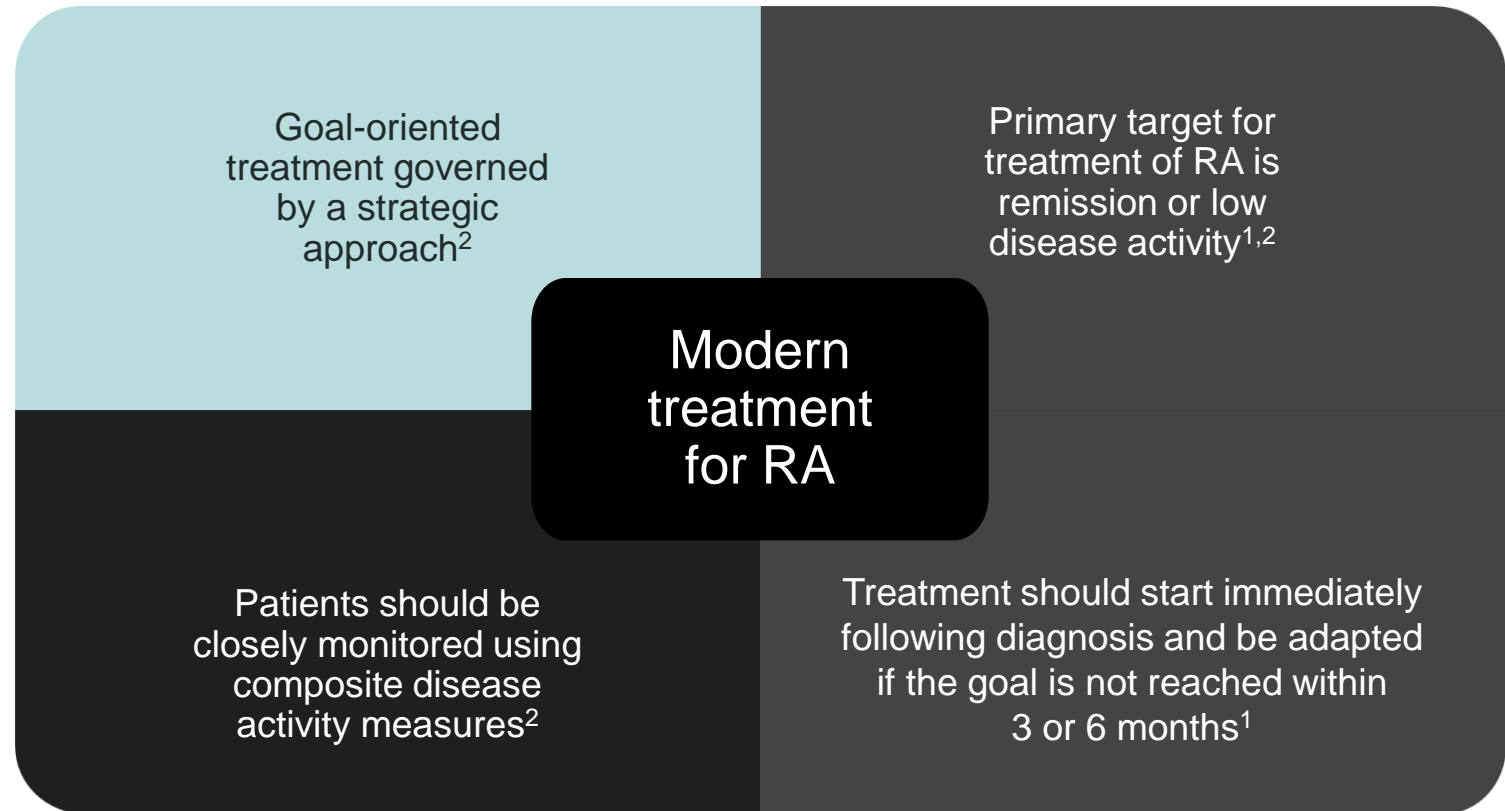 Goal-oriented
treatment governed
by a strategic
approach²
Primary target for
treatment of RA is
remission or low
disease activity¹,²
Modern
treatment
for RA
Patients should be
closely monitored using
composite disease
activity measures²
Treatment should start immediately
following diagnosis and be adapted
if the goal is not reached within
3 or 6 months¹